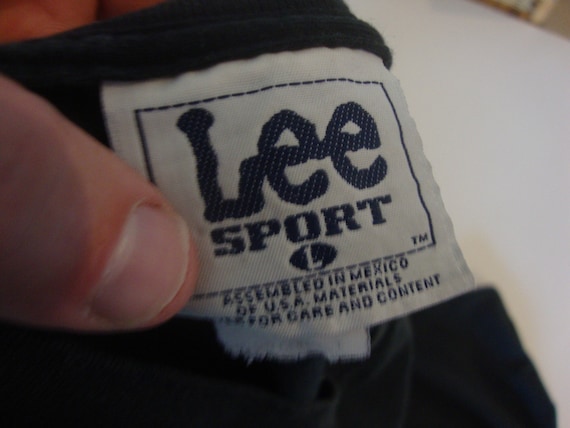 Lee
SPORT
L
TM
ASSEMBLED IN MEXICO
OF U.S.A. MATERIALS
FOR CARE AND CONTENT